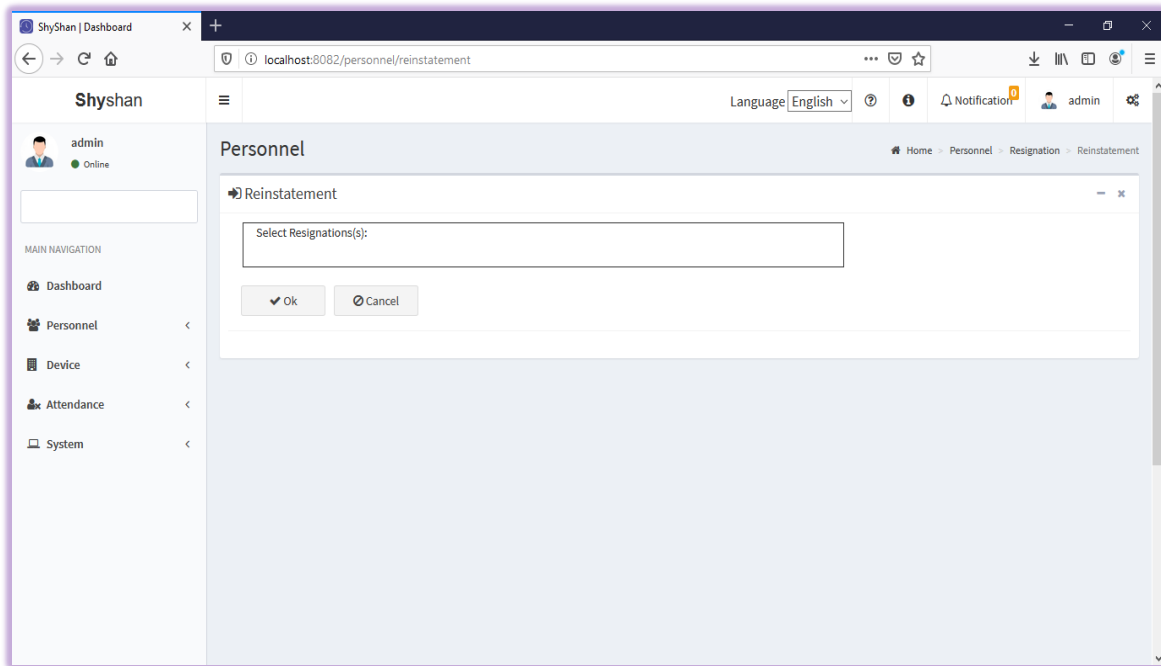 ShyShan | Dashboard
localhost:8082/personnel/reinstatement
Shyshan
Language English
0
Notification
admin
admin
Online
Personnel
Home > Personnel > Resignation > Reinstatement
Reinstatement
Select Resignations(s):
Ok
Cancel
MAIN NAVIGATION
Dashboard
Personnel
Device
Attendance
System